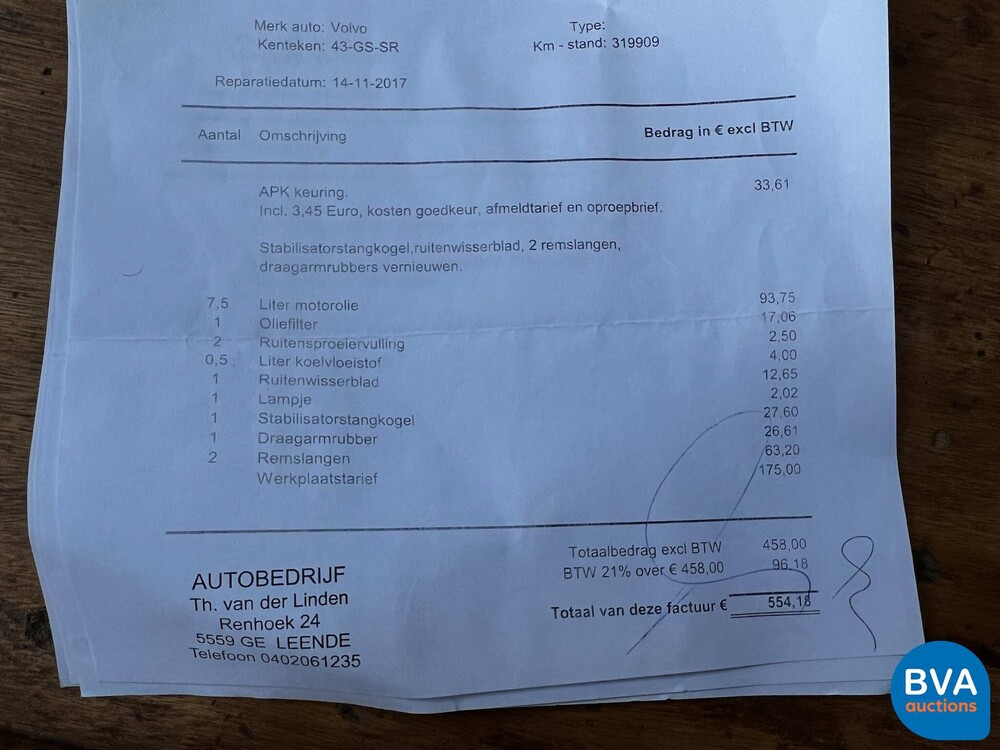 Merk auto: Volvo Type:
Kenteken: 43-GS-SR Km - stand: 319909
Reparatiedatum: 14-11-2017
Aantal Omschrijving Bedrag in € excl BTW
APK keuring. 33,61
Incl. 3,45 Euro, kosten goedkeur, afmeldtarief en oproepbrief.
Stabilisatorstangkogel,ruitenwisserblad, 2 remslangen,
draagarmrubbers vernieuwen.
7,5 Liter motorolie 93,75
1 Oliefilter 17,06
2 Ruitensproeiervulling 2,50
0,5 Liter koelvloeistof 4,00
1 Ruitenwisserblad 12,65
1 Lampje 2,02
1 Stabilisatorstangkogel 27,60
1 Draagarmrubber 26,61
2 Remslangen 63,20
Werkplaatstarief 175,00
Totaalbedrag excl BTW 458,00
BTW 21% over € 458,00 96,18
Totaal van deze factuur € 554,18
AUTOBEDRIJF
Th. van der Linden
Renhoek 24
5559 GE LEENDE
Telefoon 0402061235
BVA
auctions